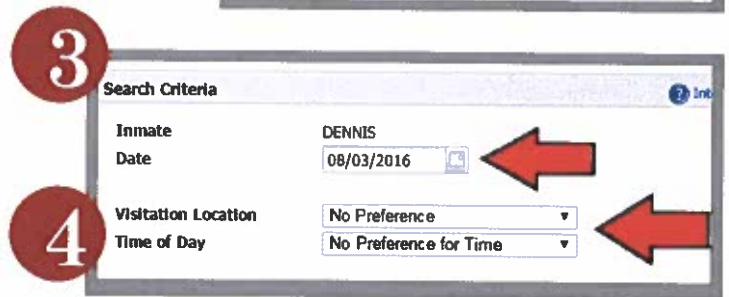 3
Search Criteria
Inmate DENNIS
Date 08/03/2016
4
Visitation Location No Preference
Time of Day No Preference for Time